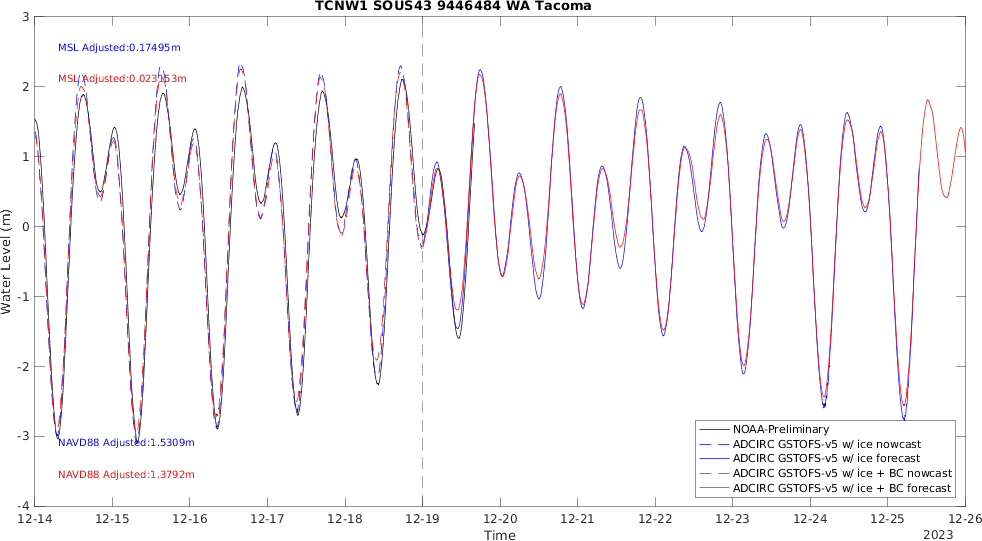 TCNW1 SOUS43 9446484 WA Tacoma
3
2
1
0
-1
-2
-3
-4
Water Level (m)
MSL Adjusted:0.17495m
MSL Adjusted:0.023153m
NAVD88 Adjusted:1.5309m
NAVD88 Adjusted:1.3792m
NOAA-Preliminary
ADCIRC GSTOFS-v5 w/ ice nowcast
ADCIRC GSTOFS-v5 w/ ice forecast
ADCIRC GSTOFS-v5 w/ ice + BC nowcast
ADCIRC GSTOFS-v5 w/ ice + BC forecast
12-14 12-15 12-16 12-17 12-18 12-19 12-20 12-21 12-22 12-23 12-24 12-25 12-26
Time 2023